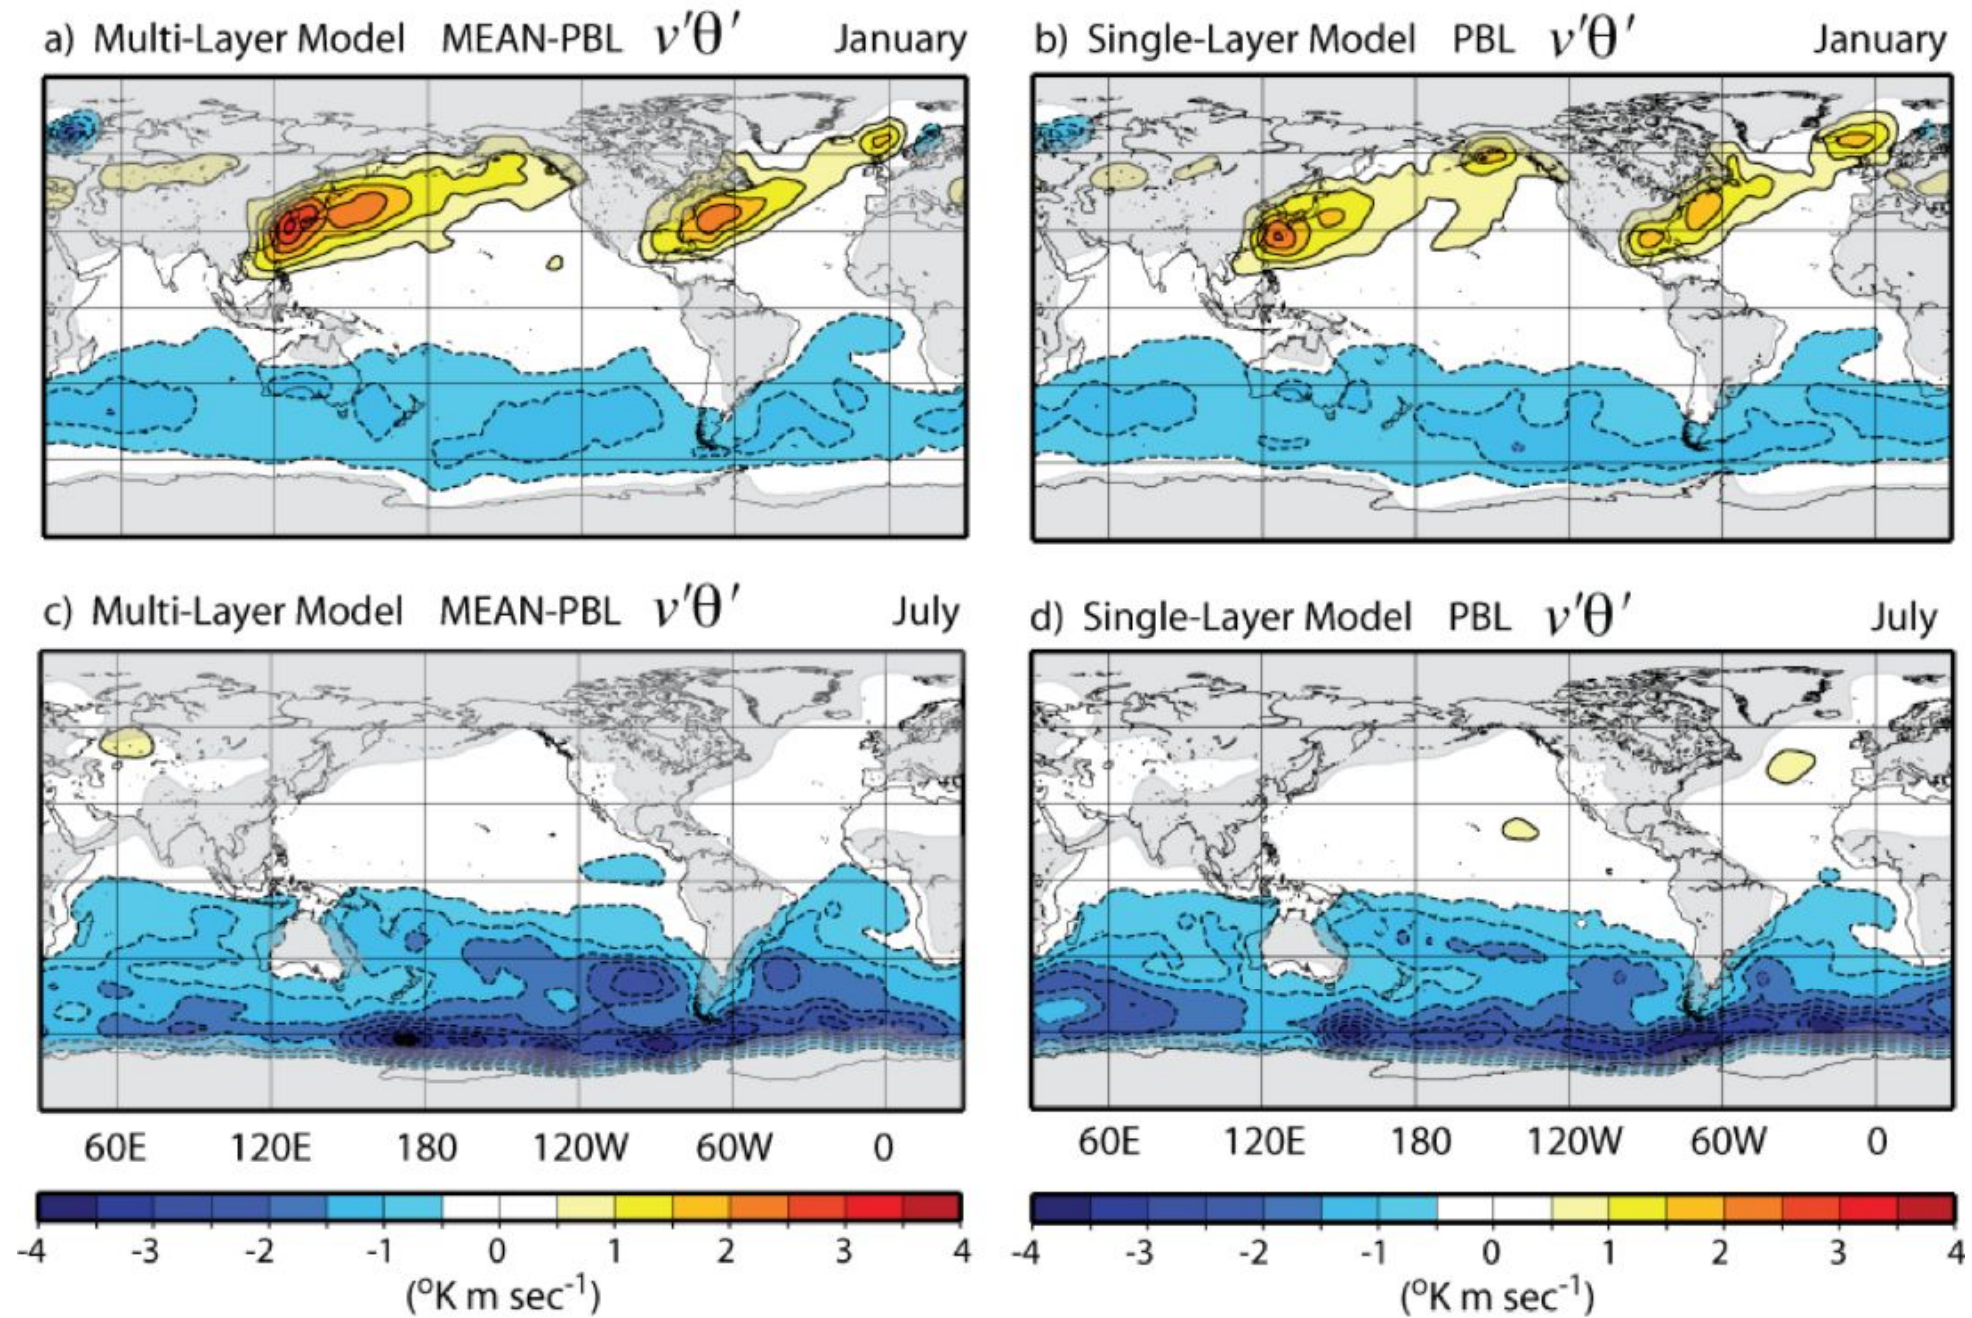 a) Multi-Layer Model MEAN-PBL v′θ′ January
b) Single-Layer Model PBL v′θ′ January
c) Multi-Layer Model MEAN-PBL v′θ′ July
d) Single-Layer Model PBL v′θ′ July
60E 120E 180 120W 60W 0
60E 120E 180 120W 60W 0
-4 -3 -2 -1 0 1 2 3 4
-4 -3 -2 -1 0 1 2 3 4
(°K m sec⁻¹)
(°K m sec⁻¹)